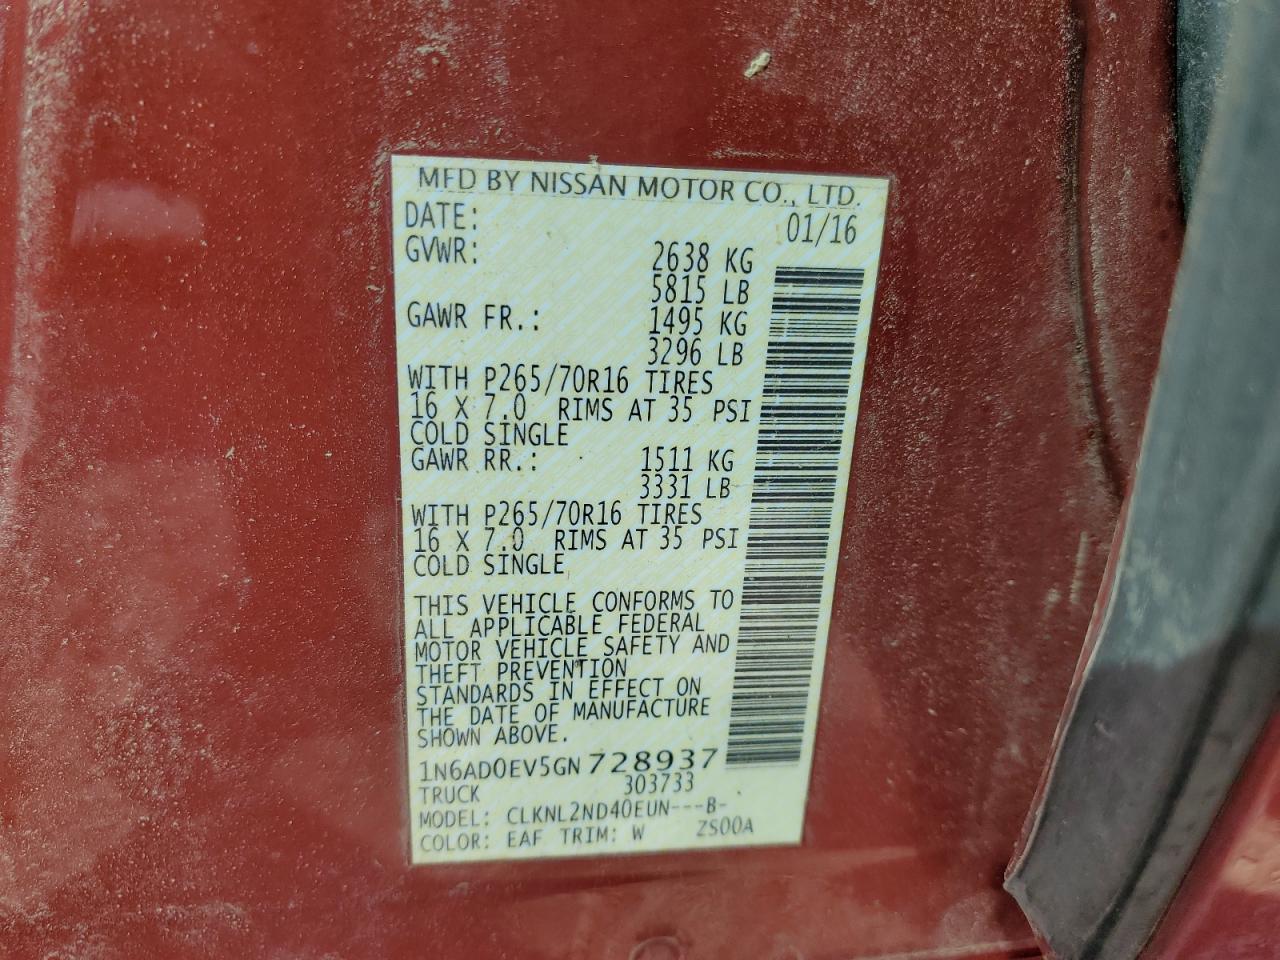 MFD BY NISSAN MOTOR CO., LTD.
DATE: 01/16
GVWR: 2638 KG
5815 LB
GAWR FR.: 1495 KG
3296 LB
WITH P265/70R16 TIRES
16 X 7.0 RIMS AT 35 PSI
COLD SINGLE
GAWR RR.: 1511 KG
3331 LB
WITH P265/70R16 TIRES
16 X 7.0 RIMS AT 35 PSI
COLD SINGLE
THIS VEHICLE CONFORMS TO
ALL APPLICABLE FEDERAL
MOTOR VEHICLE SAFETY AND
THEFT PREVENTION
STANDARDS IN EFFECT ON
THE DATE OF MANUFACTURE
SHOWN ABOVE.
1N6AD0EV5GN 728937
TRUCK 303733
MODEL: CLKNL2ND40EUN---B-
COLOR: EAF TRIM: W ZS00A